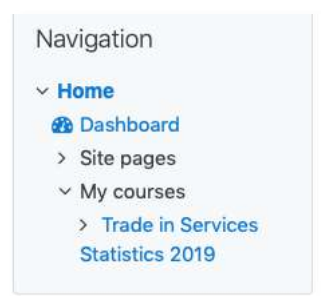 Navigation
Home
Dashboard
Site pages
My courses
Trade in Services
Statistics 2019